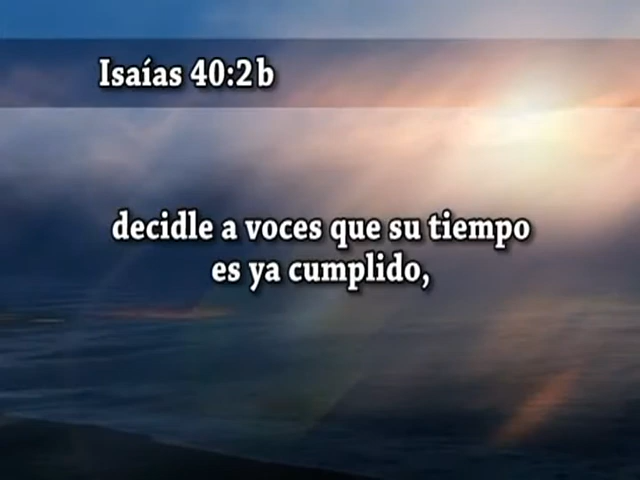 Isaías 40:2b
decidle a voces que su tiempo
es ya cumplido,